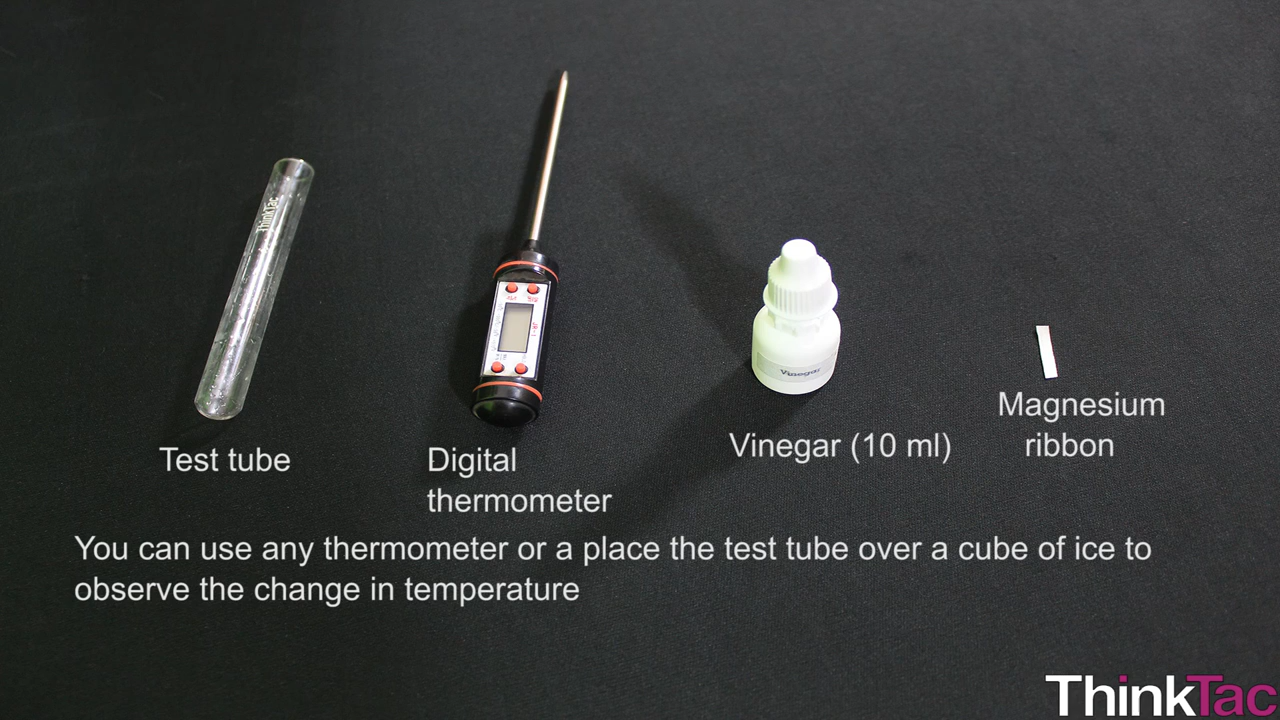 ThinkTac
Vinegar
Test tube
Digital
thermometer
Vinegar (10 ml)
Magnesium
ribbon
You can use any thermometer or a place the test tube over a cube of ice to
observe the change in temperature
ThinkTac